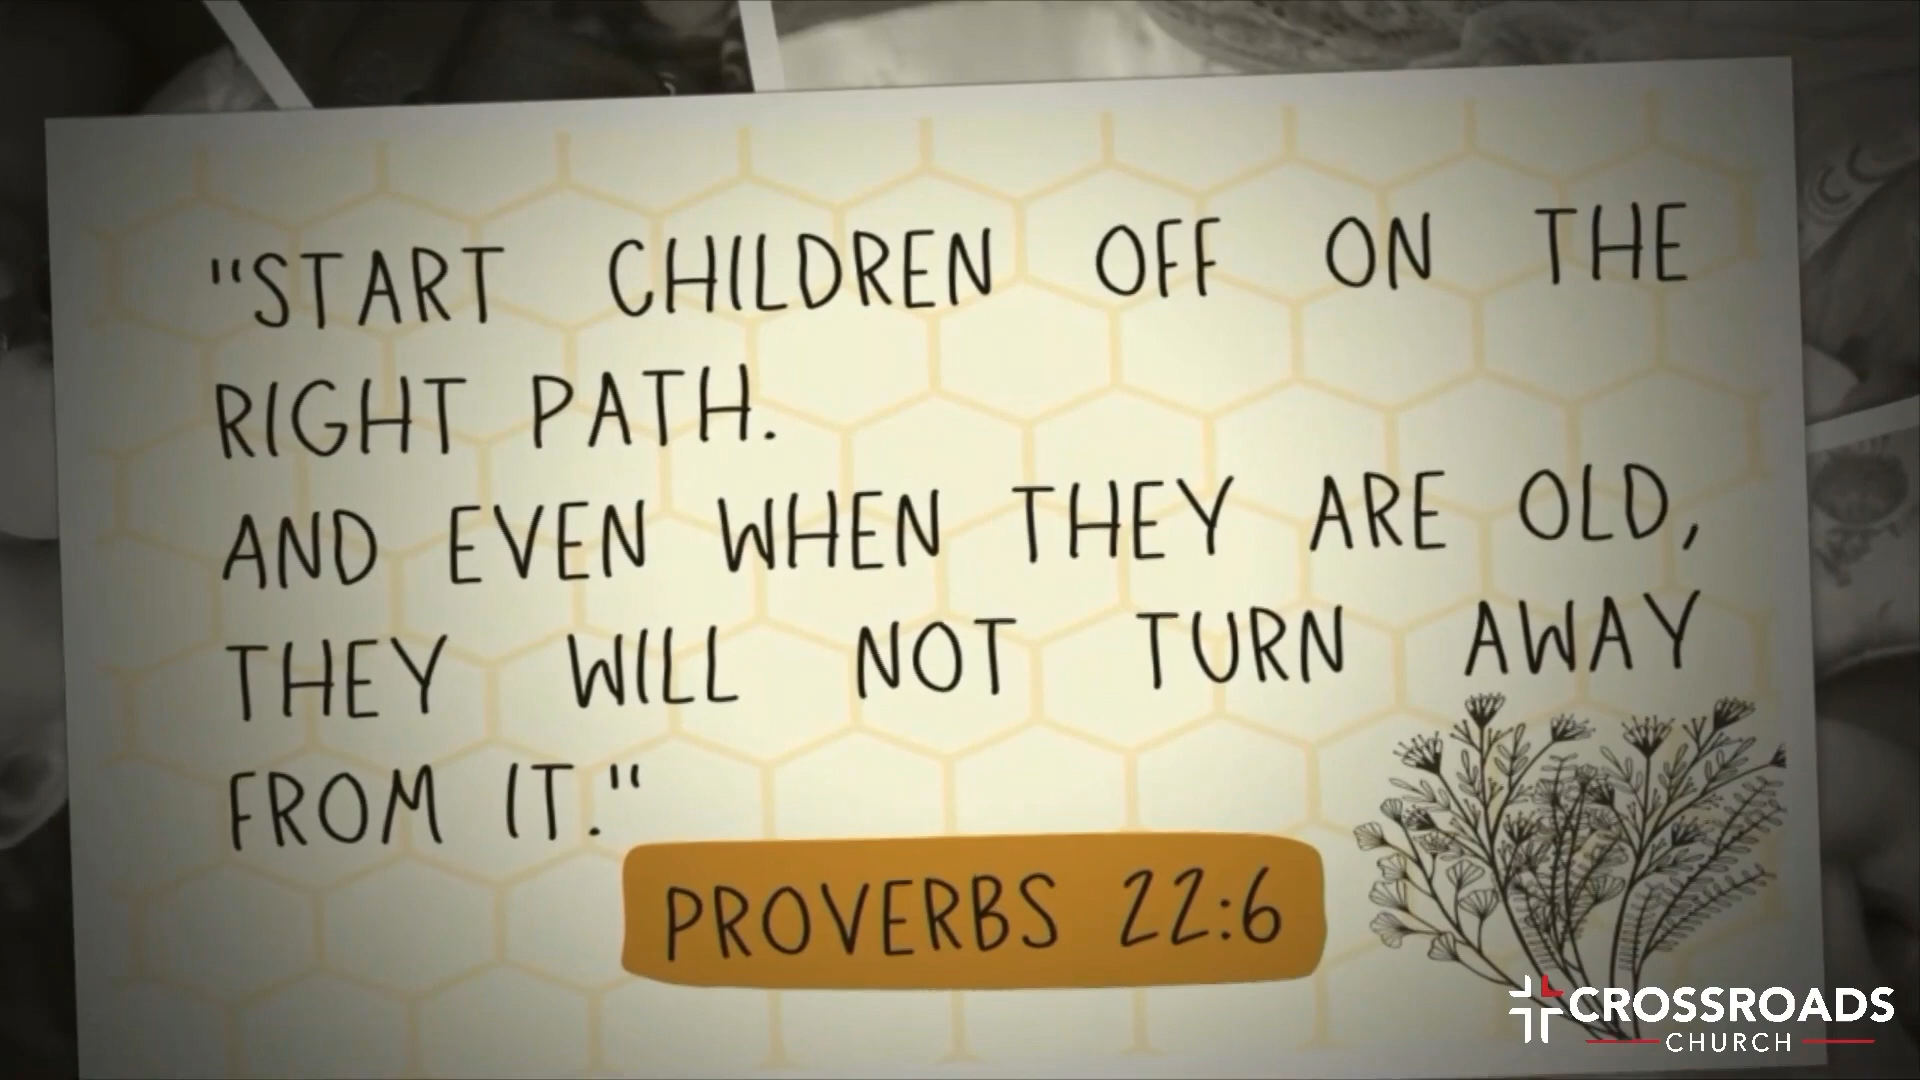 "START CHILDREN OFF ON THE
RIGHT PATH.
AND EVEN WHEN THEY ARE OLD,
THEY WILL NOT TURN AWAY
FROM IT."
PROVERBS 22:6
CROSSROADS
CHURCH